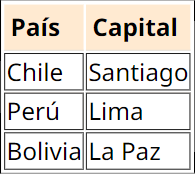 País Capital
Chile Santiago
Perú Lima
Bolivia La Paz